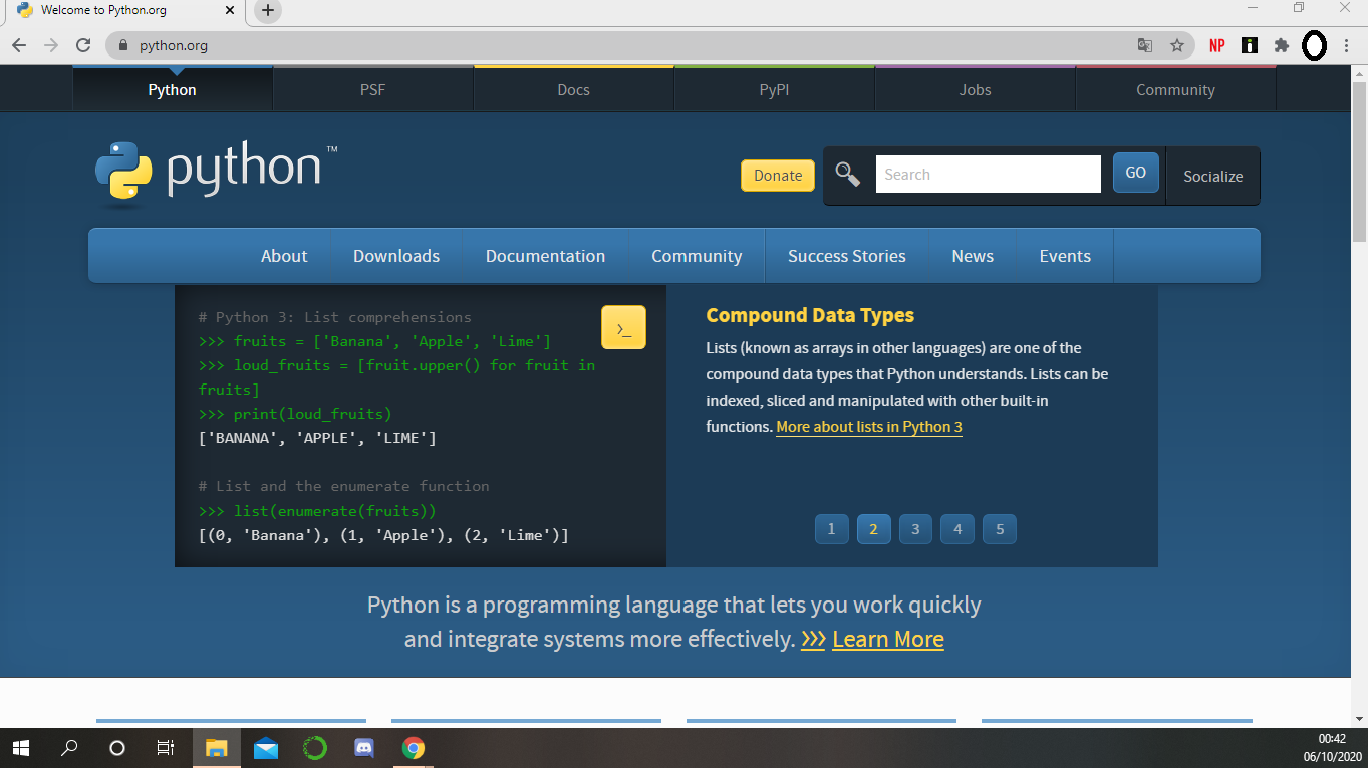 Welcome to Python.org
python.org
NP
Python PSF Docs PyPI Jobs Community
python™
Donate Search GO Socialize
About Downloads Documentation Community Success Stories News Events
# Python 3: List comprehensions
>>> fruits = ['Banana', 'Apple', 'Lime']
>>> loud_fruits = [fruit.upper() for fruit in
fruits]
>>> print(loud_fruits)
['BANANA', 'APPLE', 'LIME']
# List and the enumerate function
>>> list(enumerate(fruits))
[(0, 'Banana'), (1, 'Apple'), (2, 'Lime')]
>_
Compound Data Types
Lists (known as arrays in other languages) are one of the
compound data types that Python understands. Lists can be
indexed, sliced and manipulated with other built-in
functions. More about lists in Python 3
1 2 3 4 5
Python is a programming language that lets you work quickly
and integrate systems more effectively. >>> Learn More
00:42
06/10/2020